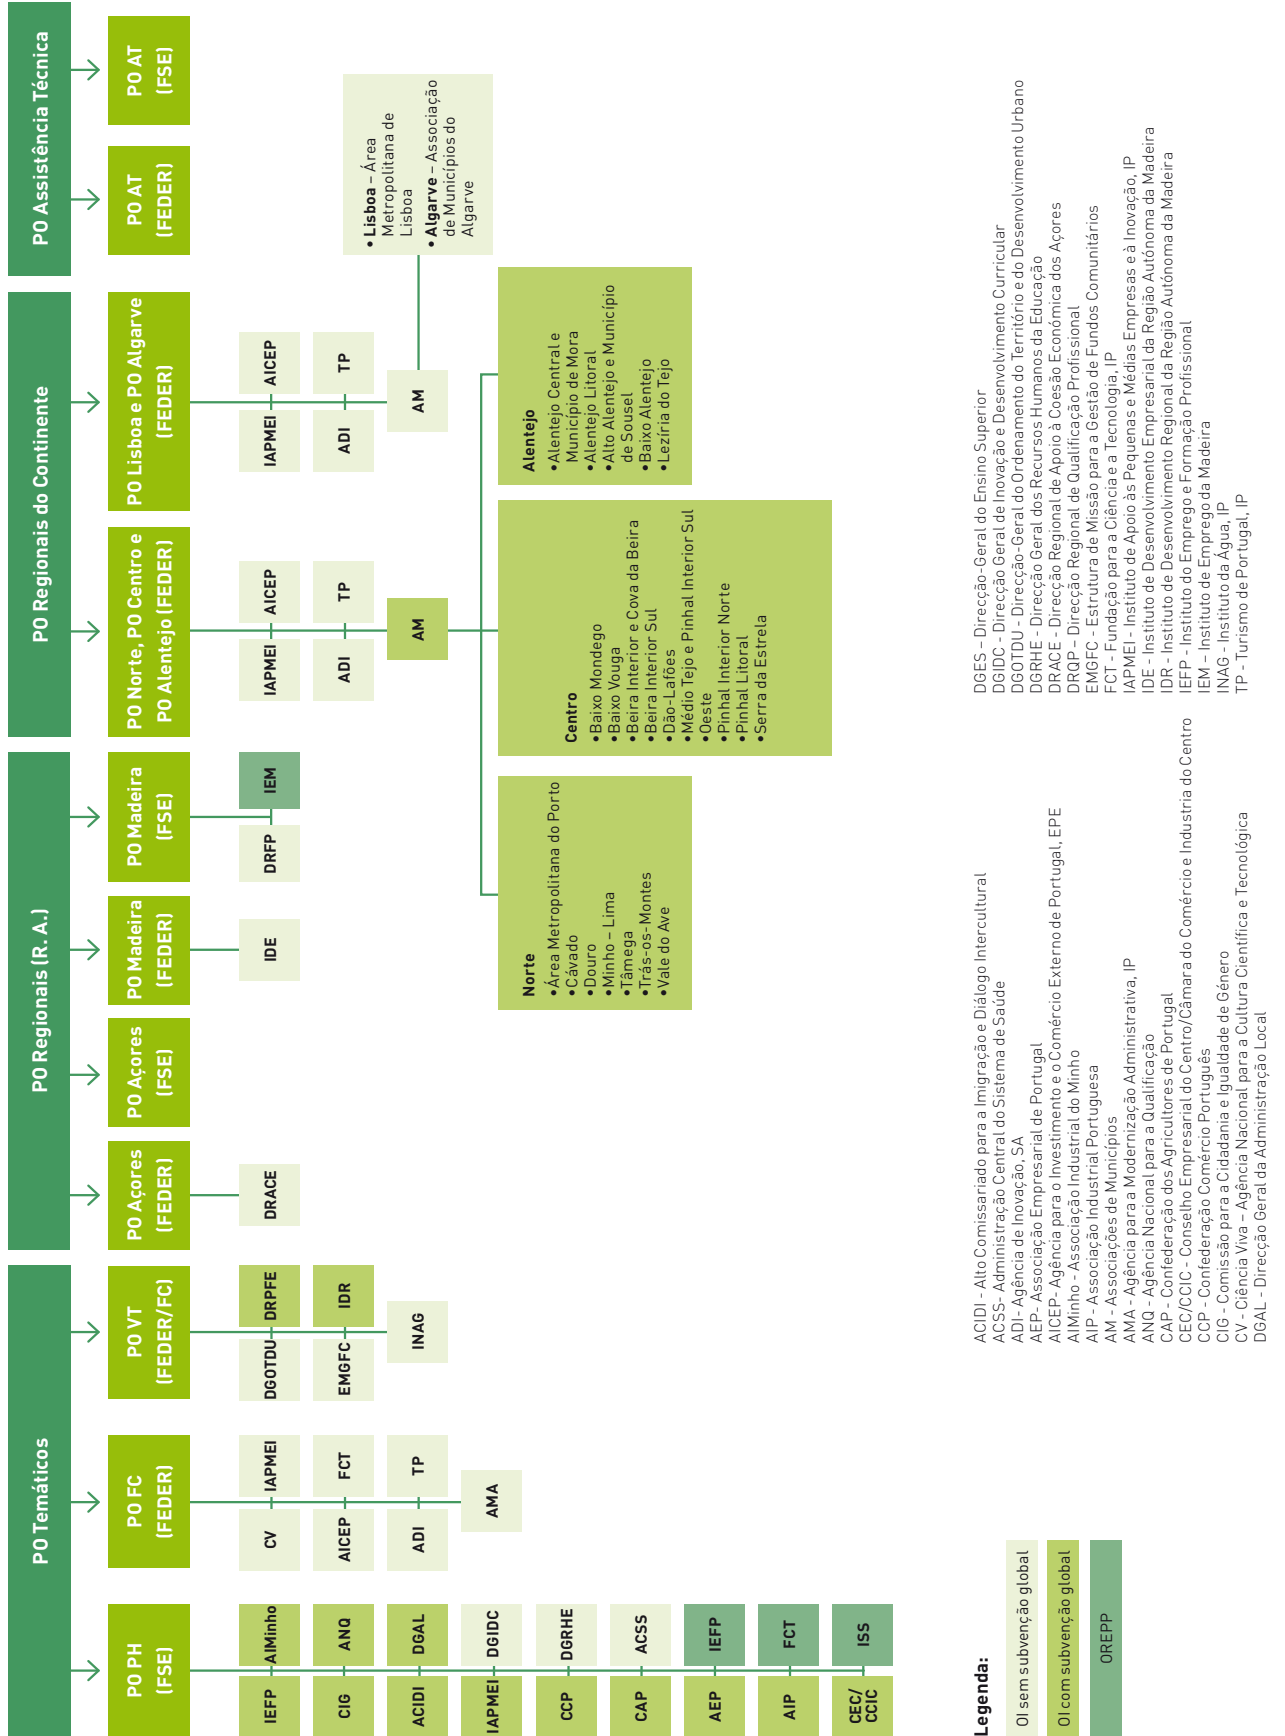 PO Temáticos
PO Regionais (R. A.)
PO Regionais do Continente
PO Assistência Técnica
PO PH
(FSE)
PO FC
(FEDER)
PO VT
(FEDER/FC)
PO Açores
(FEDER)
PO Açores
(FSE)
PO Madeira
(FEDER)
PO Madeira
(FSE)
PO Norte, PO Centro e
PO Alentejo (FEDER)
PO Lisboa e PO Algarve
(FEDER)
PO AT
(FEDER)
PO AT
(FSE)
IEFP
AIMinho
CIG
ANQ
ACIDI
DGAL
IAPMEI
DGIDC
CCP
DGRHE
CAP
ACSS
AEP
IEFP
AIP
FCT
CEC/
CCIC
ISS
CV
IAPMEI
AICEP
FCT
ADI
TP
AMA
DGOTDU
DRPFE
EMGFC
IDR
INAG
DRACE
IDE
DRFP
IEM
IAPMEI
AICEP
ADI
TP
AM
IAPMEI
AICEP
ADI
TP
AM
• Lisboa – Área
Metropolitana de
Lisboa
• Algarve – Associação
de Municípios do
Algarve
Norte
• Área Metropolitana do Porto
• Cávado
• Douro
• Minho – Lima
• Tâmega
• Trás-os-Montes
• Vale do Ave
Centro
• Baixo Mondego
• Baixo Vouga
• Beira Interior e Cova da Beira
• Beira Interior Sul
• Dão-Lafões
• Médio Tejo e Pinhal Interior Sul
• Oeste
• Pinhal Interior Norte
• Pinhal Litoral
• Serra da Estrela
Alentejo
• Alentejo Central e
Município de Mora
• Alentejo Litoral
• Alto Alentejo e Município
de Sousel
• Baixo Alentejo
• Lezíria do Tejo
Legenda:
OI sem subvenção global
OI com subvenção global
OREPP
ACIDI - Alto Comissariado para a Imigração e Diálogo Intercultural
ACSS- Administração Central do Sistema de Saúde
ADI- Agência de Inovação, SA
AEP- Associação Empresarial de Portugal
AICEP- Agência para o Investimento e o Comércio Externo de Portugal, EPE
AIMinho - Associação Industrial do Minho
AIP - Associação Industrial Portuguesa
AM - Associações de Municípios
AMA - Agência para a Modernização Administrativa, IP
ANQ - Agência Nacional para a Qualificação
CAP - Confederação dos Agricultores de Portugal
CEC/CCIC - Conselho Empresarial do Centro/Câmara do Comércio e Industria do Centro
CCP - Confederação Comércio Português
CIG - Comissão para a Cidadania e Igualdade de Género
CV - Ciência Viva – Agência Nacional para a Cultura Científica e Tecnológica
DGAL - Direcção Geral da Administração Local
DGES – Direcção-Geral do Ensino Superior
DGIDC - Direcção Geral de Inovação e Desenvolvimento Curricular
DGOTDU - Direcção-Geral do Ordenamento do Território e do Desenvolvimento Urbano
DGRHE - Direcção Geral dos Recursos Humanos da Educação
DRACE - Direcção Regional de Apoio à Coesão Económica dos Açores
DRQP – Direcção Regional de Qualificação Profissional
EMGFC - Estrutura de Missão para a Gestão de Fundos Comunitários
FCT - Fundação para a Ciência e a Tecnologia, IP
IAPMEI - Instituto de Apoio às Pequenas e Médias Empresas e à Inovação, IP
IDE - Instituto de Desenvolvimento Empresarial da Região Autónoma da Madeira
IDR - Instituto de Desenvolvimento Regional da Região Autónoma da Madeira
IEFP - Instituto do Emprego e Formação Profissional
IEM – Instituto de Emprego da Madeira
INAG - Instituto da Água, IP
TP - Turismo de Portugal, IP